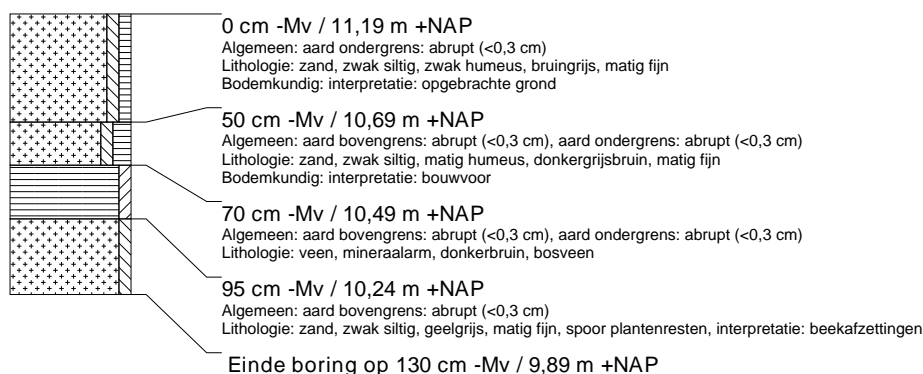 0 cm -Mv / 11,19 m +NAP
Algemeen: aard ondergrens: abrupt (<0,3 cm)
Lithologie: zand, zwak siltig, zwak humeus, bruingrijs, matig fijn
Bodemkundig: interpretatie: opgebrachte grond
50 cm -Mv / 10,69 m +NAP
Algemeen: aard bovengrens: abrupt (<0,3 cm), aard ondergrens: abrupt (<0,3 cm)
Lithologie: zand, zwak siltig, matig humeus, donkergrijsbruin, matig fijn
Bodemkundig: interpretatie: bouwvoor
70 cm -Mv / 10,49 m +NAP
Algemeen: aard bovengrens: abrupt (<0,3 cm), aard ondergrens: abrupt (<0,3 cm)
Lithologie: veen, mineraalarm, donkerbruin, bosveen
95 cm -Mv / 10,24 m +NAP
Algemeen: aard bovengrens: abrupt (<0,3 cm)
Lithologie: zand, zwak siltig, geelgrijs, matig fijn, spoor plantenresten, interpretatie: beekafzettingen
Einde boring op 130 cm -Mv / 9,89 m +NAP